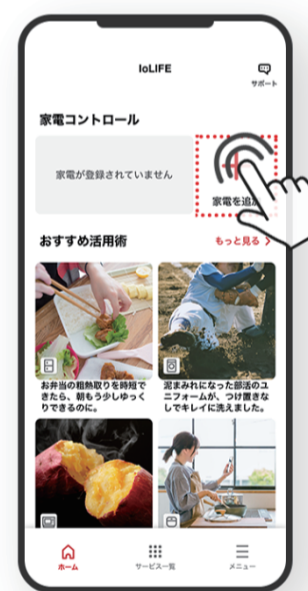 IoLIFE
サポート
家電コントロール
家電が登録されていません
家電を追加
おすすめ活用術
もっと見る
お弁当の粗熱取りを時短で
きたら、朝もう少しゆっく
りできるのに。
泥まみれになった部活のユ
ニフォームが、つけ置きな
しでキレイに洗えました。
ホーム
サービス一覧
メニュー